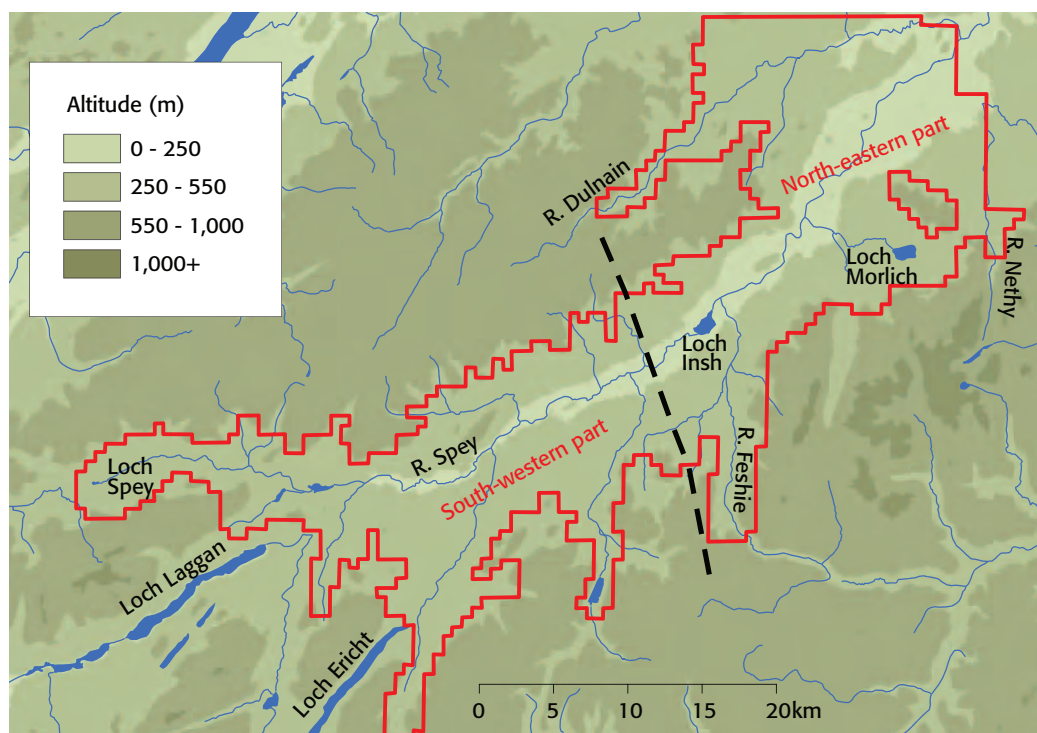 Altitude (m)
0 - 250
250 - 550
550 - 1,000
1,000+
North-eastern part
R. Dulnain
Loch
Morlich
R. Nethy
Loch
Insh
R. Spey
South-western part
R. Feshie
Loch
Spey
Loch Laggan
Loch Ericht
0 5 10 15 20km